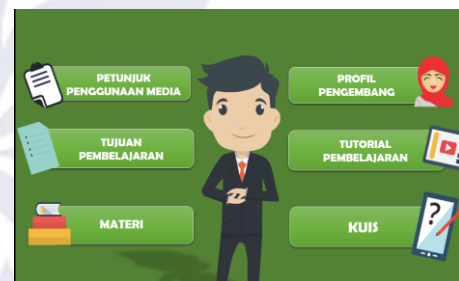 PETUNJUK
PENGGUNAAN MEDIA
TUJUAN
PEMBELAJARAN
MATERI
PROFIL
PENGEMBANG
TUTORIAL
PEMBELAJARAN
KUIS
?